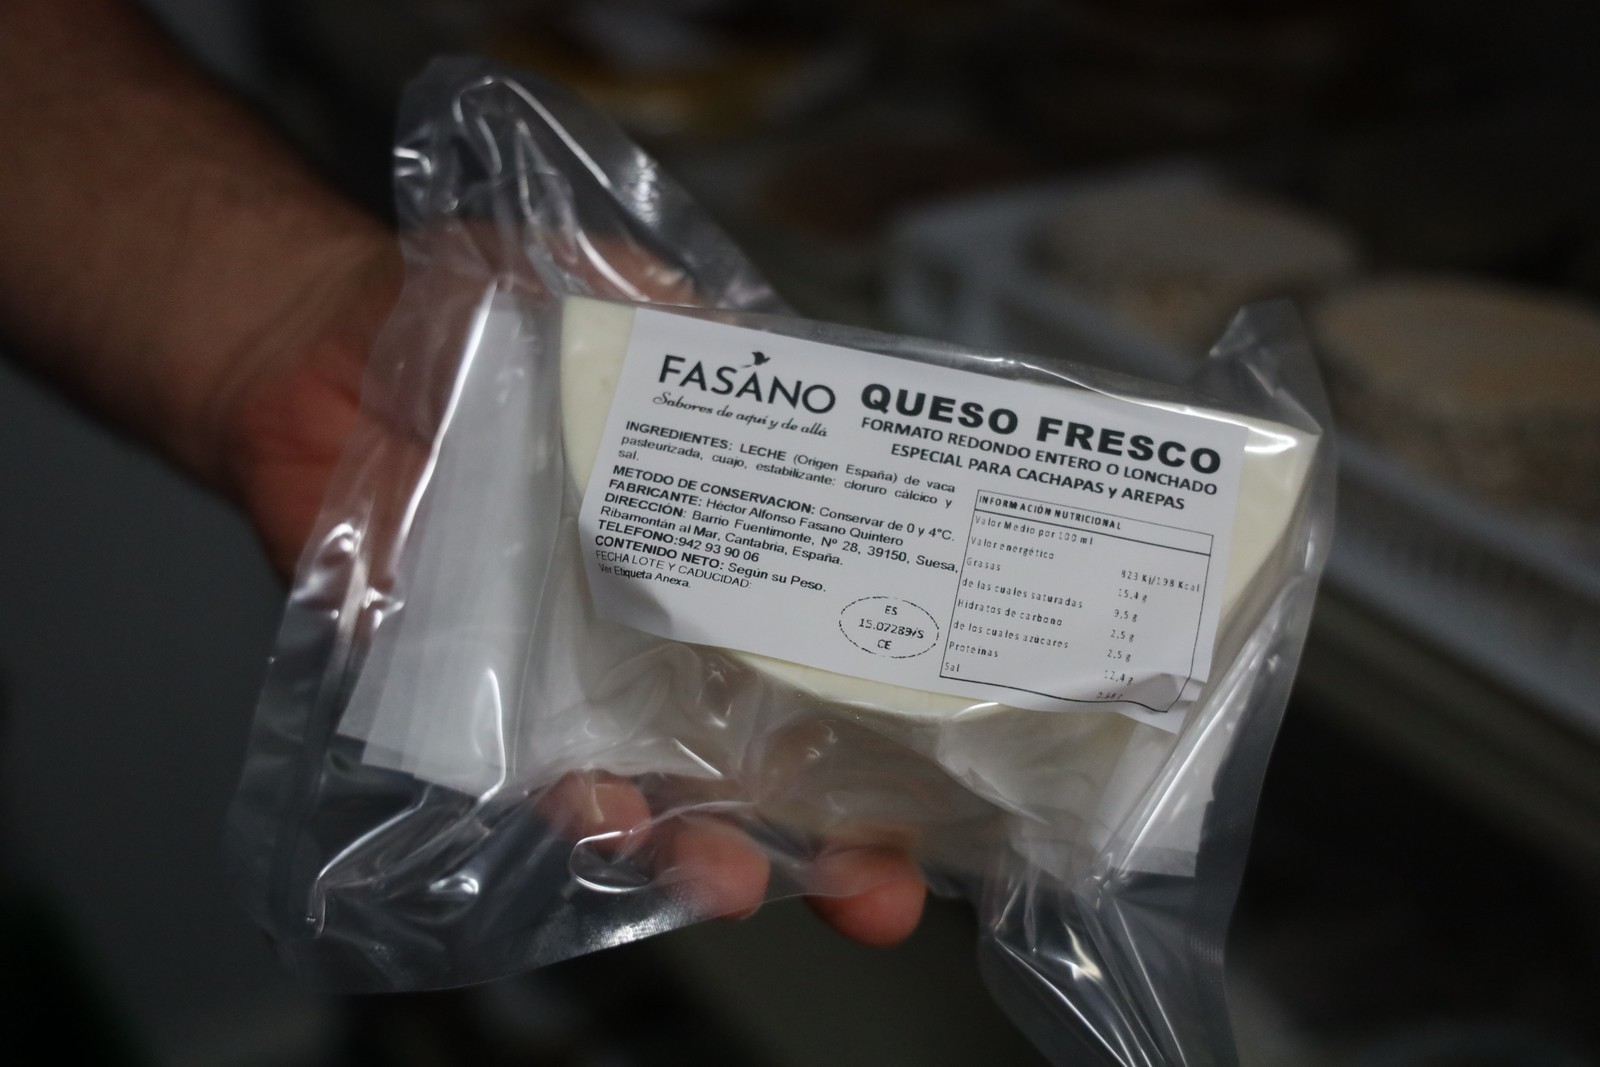 FASANO
Sabores de aquí y de allá
QUESO FRESCO
FORMATO REDONDO ENTERO O LONCHADO
ESPECIAL PARA CACHAPAS y AREPAS
INGREDIENTES: LECHE (Origen España) de vaca
pasteurizada, cuajo, estabilizante: cloruro cálcico y
sal.
METODO DE CONSERVACION: Conservar de 0 y 4ºC.
FABRICANTE: Héctor Alfonso Fasano Quintero
DIRECCIÓN: Barrio Fuentimonte, Nº 28, 39150, Suesa,
Ribamontán al Mar, Cantabria, España.
TELEFONO:942 93 90 06
CONTENIDO NETO: Según su Peso.
FECHA LOTE Y CADUCIDAD:
Ver Etiqueta Anexa.
ES
15.07289/S
CE
INFORMACIÓN NUTRICIONAL
Valor Medio por 100 ml
Valor energético 823 Kj/198 Kcal
Grasas 15,4 g
de las cuales saturadas 9,5 g
Hidratos de carbono 2,5 g
de los cuales azúcares 2,5 g
Proteínas 12,4 g
Sal